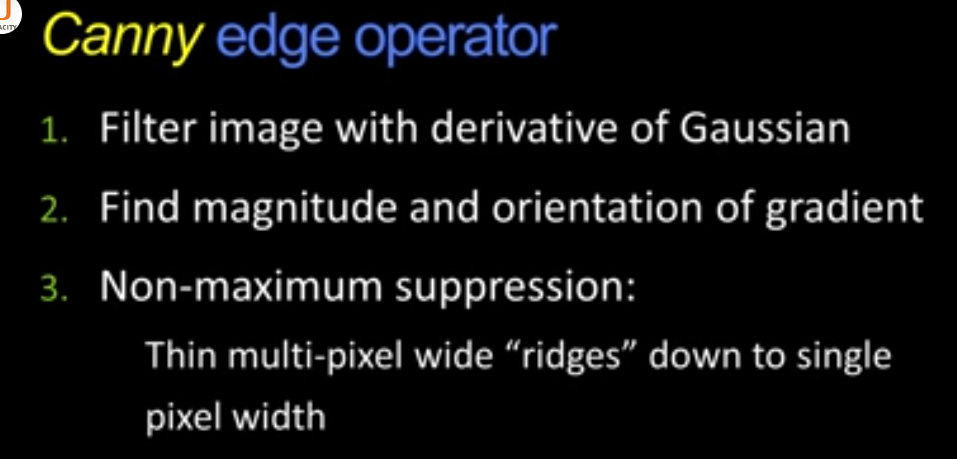 Canny edge operator
1. Filter image with derivative of Gaussian
2. Find magnitude and orientation of gradient
3. Non-maximum suppression:
Thin multi-pixel wide “ridges” down to single
pixel width